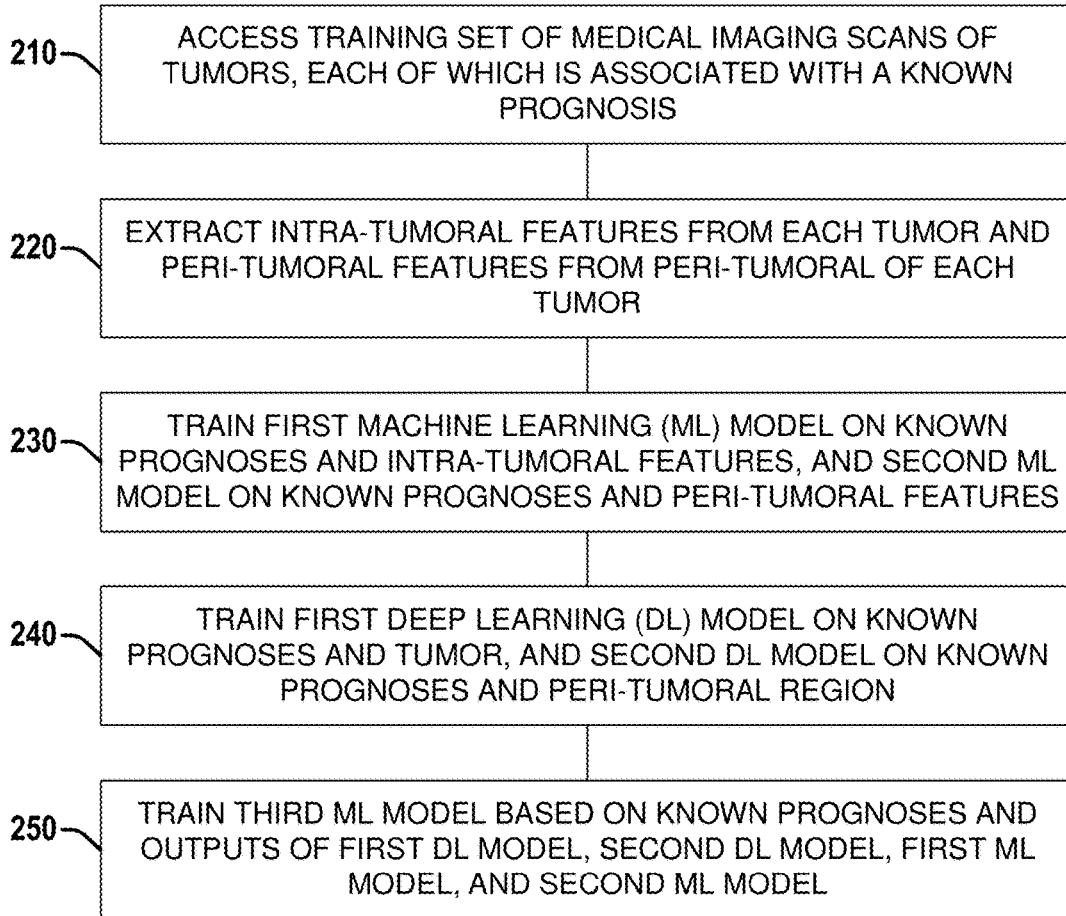 210
ACCESS TRAINING SET OF MEDICAL IMAGING SCANS OF
TUMORS, EACH OF WHICH IS ASSOCIATED WITH A KNOWN
PROGNOSIS
220
EXTRACT INTRA-TUMORAL FEATURES FROM EACH TUMOR AND
PERI-TUMORAL FEATURES FROM PERI-TUMORAL OF EACH
TUMOR
230
TRAIN FIRST MACHINE LEARNING (ML) MODEL ON KNOWN
PROGNOSES AND INTRA-TUMORAL FEATURES, AND SECOND ML
MODEL ON KNOWN PROGNOSES AND PERI-TUMORAL FEATURES
240
TRAIN FIRST DEEP LEARNING (DL) MODEL ON KNOWN
PROGNOSES AND TUMOR, AND SECOND DL MODEL ON KNOWN
PROGNOSES AND PERI-TUMORAL REGION
250
TRAIN THIRD ML MODEL BASED ON KNOWN PROGNOSES AND
OUTPUTS OF FIRST DL MODEL, SECOND DL MODEL, FIRST ML
MODEL, AND SECOND ML MODEL